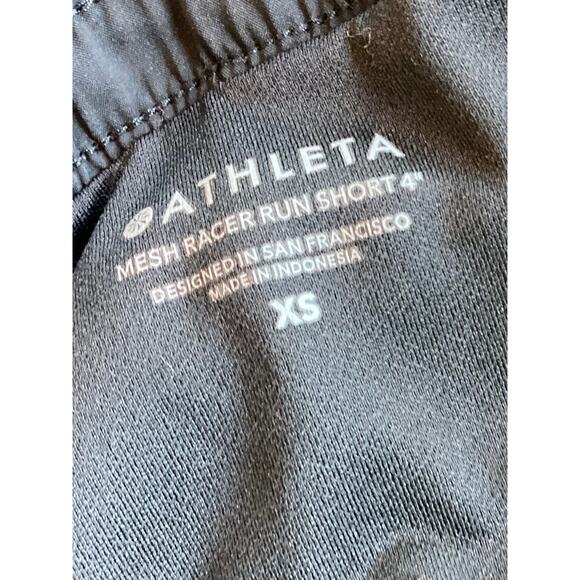 ATHLETA
MESH RACER RUN SHORT 4"
DESIGNED IN SAN FRANCISCO
MADE IN INDONESIA
XS